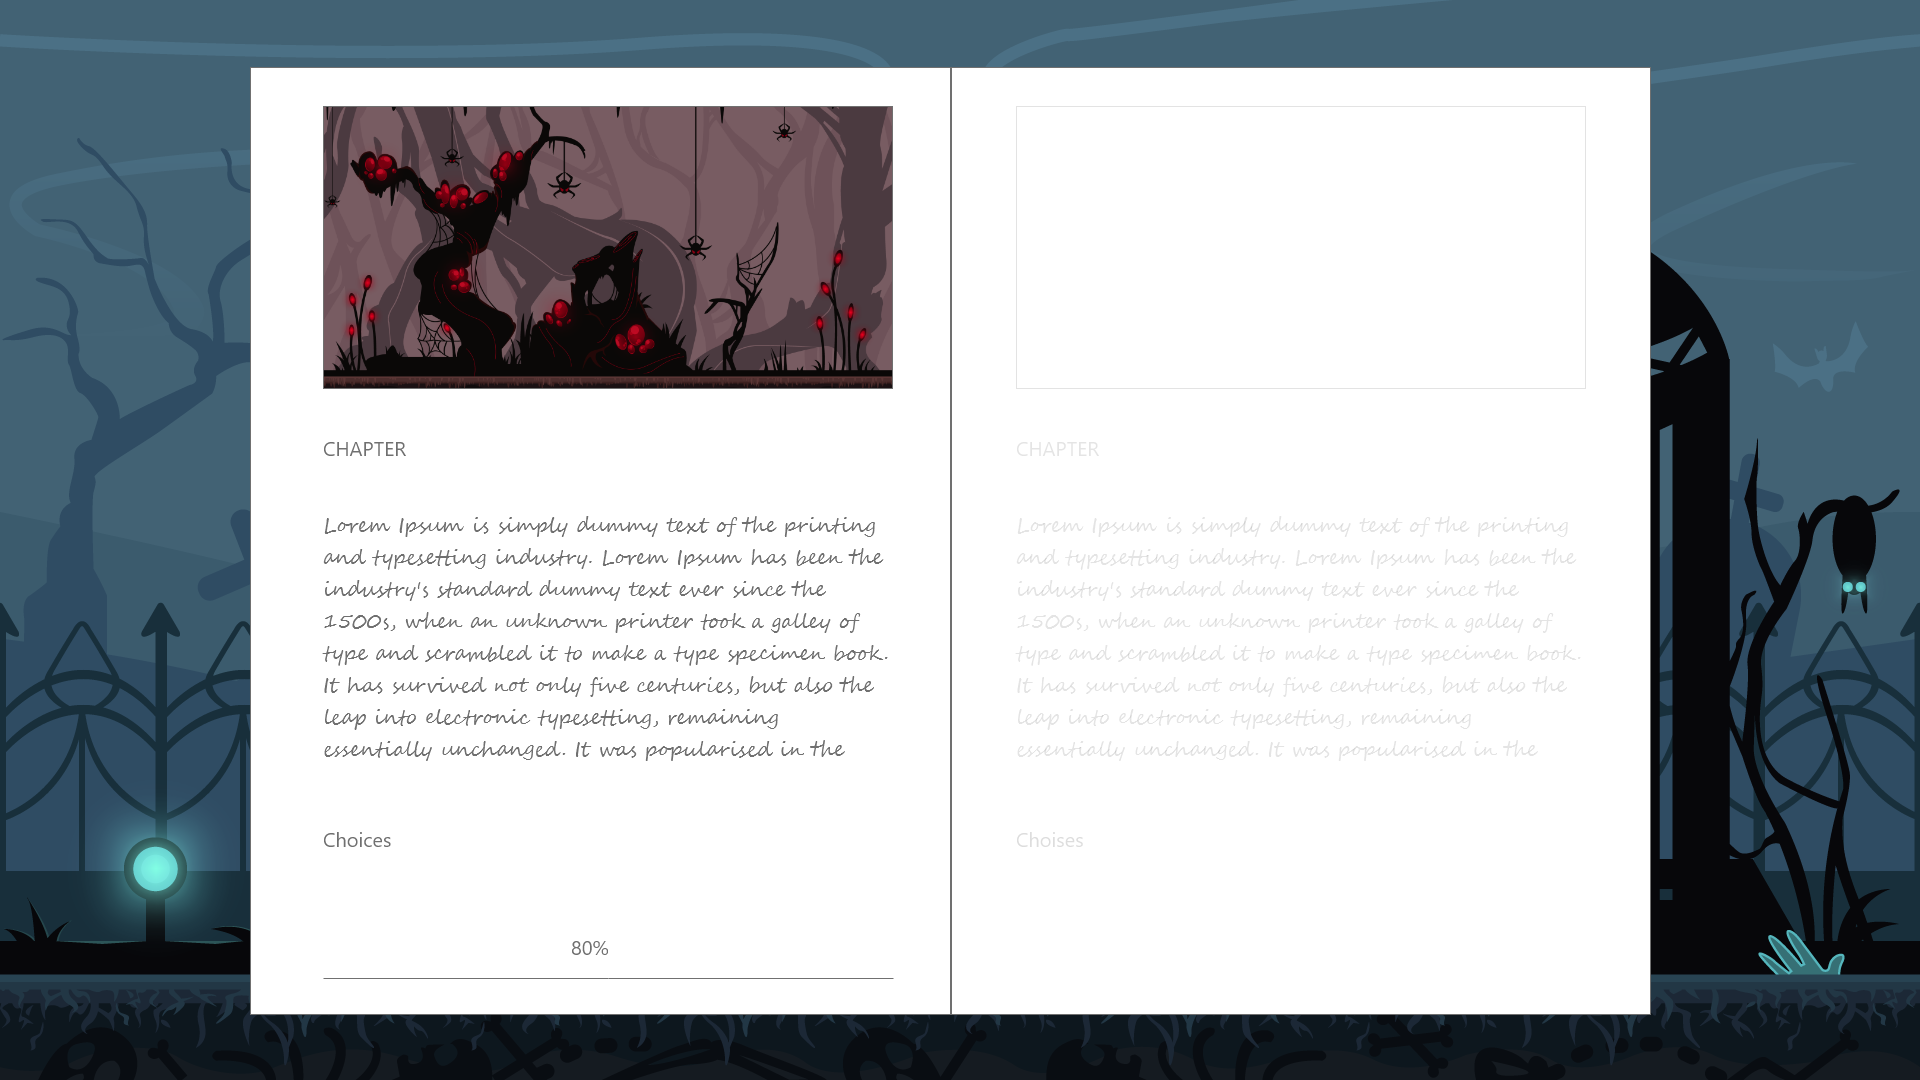 CHAPTER
Lorem Ipsum is simply dummy text of the printing
and typesetting industry. Lorem Ipsum has been the
industry's standard dummy text ever since the
1500s, when an unknown printer took a galley of
type and scrambled it to make a type specimen book.
It has survived not only five centuries, but also the
leap into electronic typesetting, remaining
essentially unchanged. It was popularised in the
Choices
80%
CHAPTER
Lorem Ipsum is simply dummy text of the printing
and typesetting industry. Lorem Ipsum has been the
industry's standard dummy text ever since the
1500s, when an unknown printer took a galley of
type and scrambled it to make a type specimen book.
It has survived not only five centuries, but also the
leap into electronic typesetting, remaining
essentially unchanged. It was popularised in the
Choises